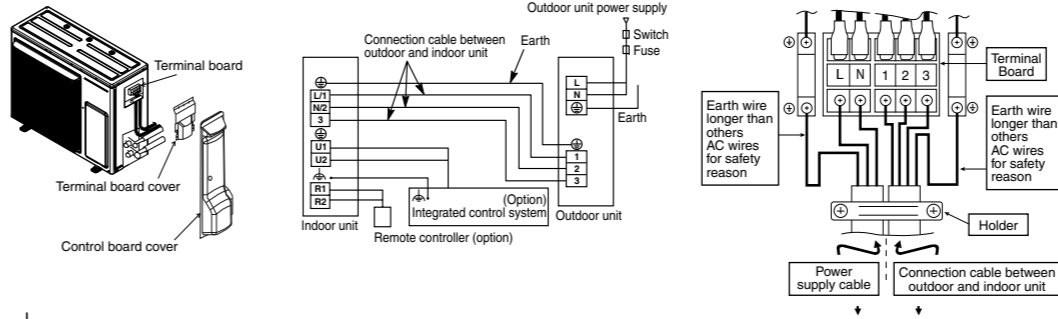 Terminal board
Terminal board cover
Control board cover
Outdoor unit power supply
Switch
Fuse
Connection cable between
outdoor and indoor unit
Earth
L
N
Earth
L/1
N/2
3
U1
U2
R1
R2
1
2
3
(Option)
Integrated control system
Indoor unit
Outdoor unit
Remote controller (option)
L N 1 2 3
Terminal
Board
Earth wire
longer than
others
AC wires
for safety
reason
Earth wire
longer than
others
AC wires
for safety
reason
Holder
Power
supply cable
Connection cable between
outdoor and indoor unit